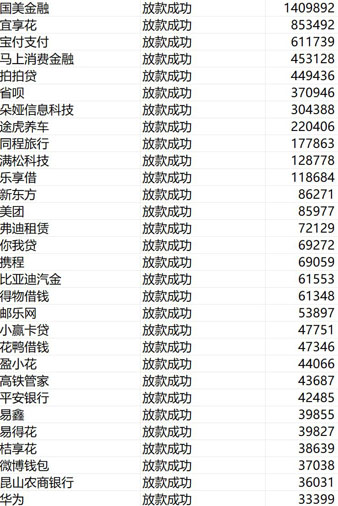 国美金融 放款成功 1409892
宜享花 放款成功 853492
宝付支付 放款成功 611739
马上消费金融 放款成功 453128
拍拍贷 放款成功 449436
省呗 放款成功 370946
朵娅信息科技 放款成功 304388
途虎养车 放款成功 220406
同程旅行 放款成功 177863
满松科技 放款成功 128778
乐享借 放款成功 118684
新东方 放款成功 86271
美团 放款成功 85977
弗迪租赁 放款成功 72129
你我贷 放款成功 69272
携程 放款成功 69059
比亚迪汽金 放款成功 61553
得物借钱 放款成功 61348
邮乐网 放款成功 53897
小赢卡贷 放款成功 47751
花鸭借钱 放款成功 47346
盈小花 放款成功 44066
高铁管家 放款成功 43687
平安银行 放款成功 42485
易鑫 放款成功 39855
易得花 放款成功 39827
桔享花 放款成功 38639
微博钱包 放款成功 37038
昆山农商银行 放款成功 36031
华为 放款成功 33399